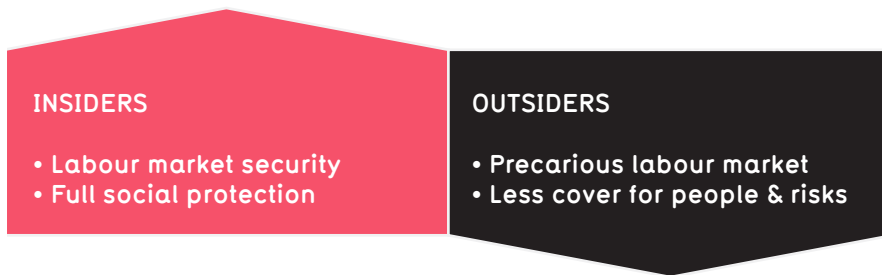 INSIDERS
• Labour market security
• Full social protection
OUTSIDERS
• Precarious labour market
• Less cover for people & risks